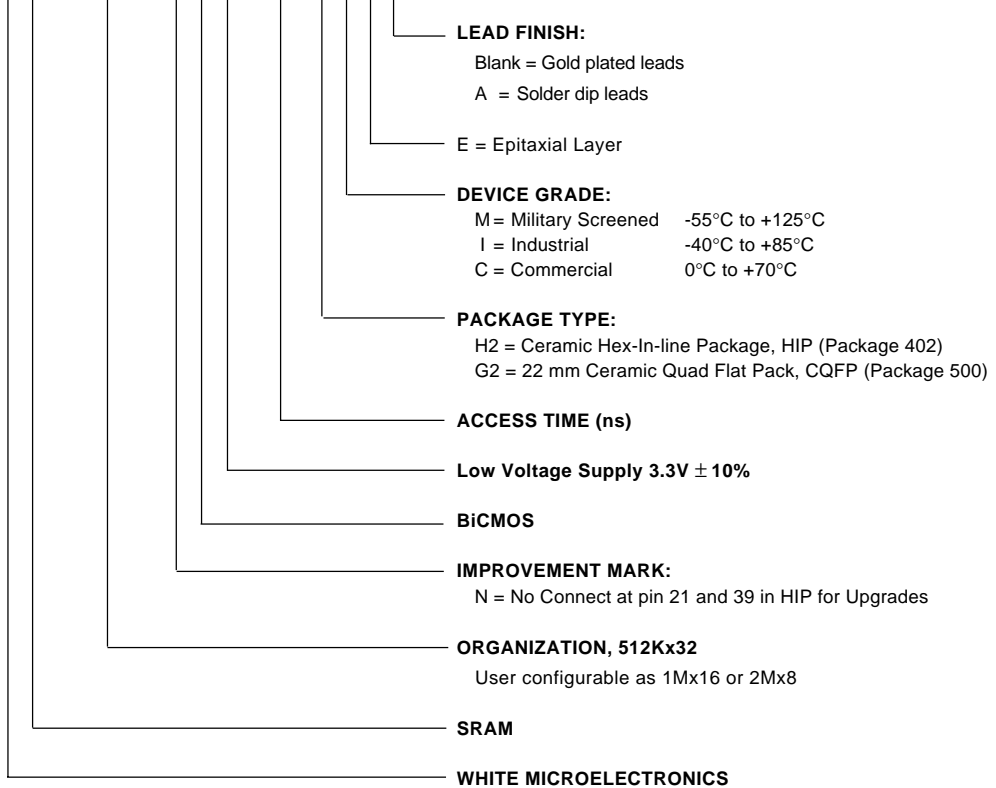 LEAD FINISH:
Blank = Gold plated leads
A = Solder dip leads
E = Epitaxial Layer
DEVICE GRADE:
M = Military Screened -55°C to +125°C
I = Industrial -40°C to +85°C
C = Commercial 0°C to +70°C
PACKAGE TYPE:
H2 = Ceramic Hex-In-line Package, HIP (Package 402)
G2 = 22 mm Ceramic Quad Flat Pack, CQFP (Package 500)
ACCESS TIME (ns)
Low Voltage Supply 3.3V ± 10%
BiCMOS
IMPROVEMENT MARK:
N = No Connect at pin 21 and 39 in HIP for Upgrades
ORGANIZATION, 512Kx32
User configurable as 1Mx16 or 2Mx8
SRAM
WHITE MICROELECTRONICS